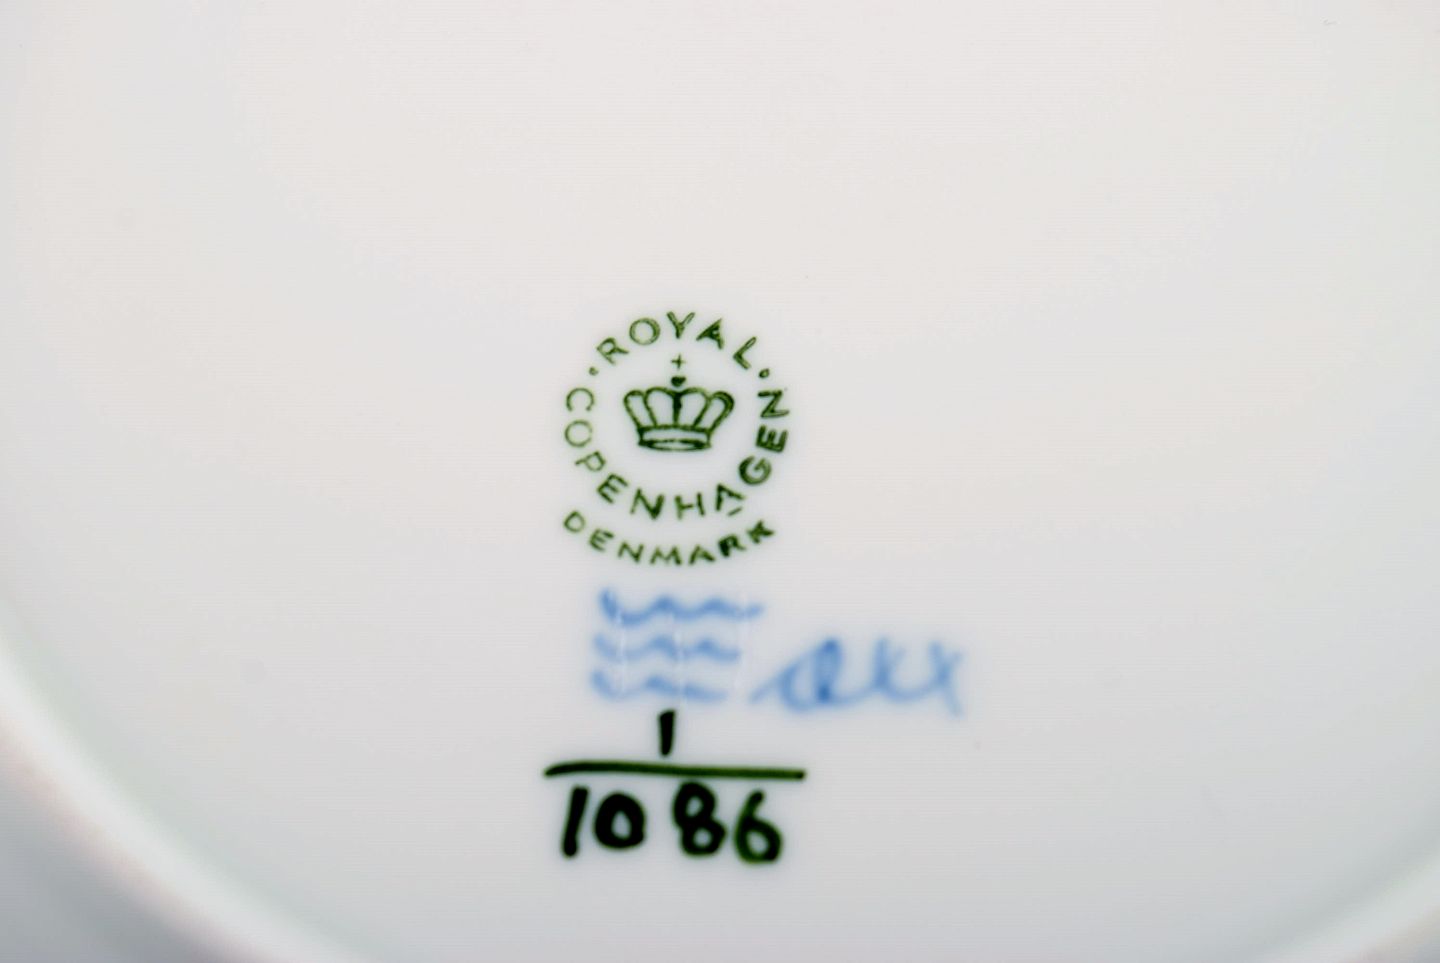 · ROYAL ·
COPENHAGEN
DENMARK
1
1086